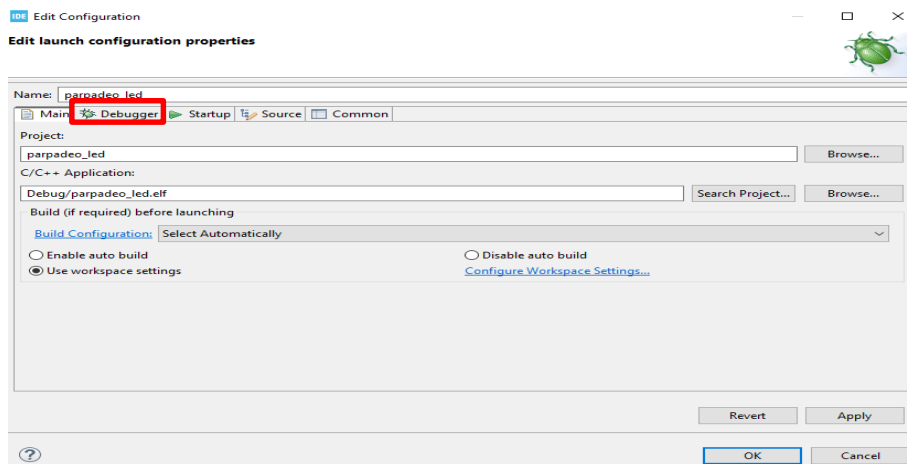 IDE Edit Configuration
Edit launch configuration properties
Name: parpadeo_led
Main Debugger Startup Source Common
Project:
parpadeo_led Browse...
C/C++ Application:
Debug/parpadeo_led.elf Search Project... Browse...
Build (if required) before launching
Build Configuration: Select Automatically
Enable auto build Disable auto build
Use workspace settings Configure Workspace Settings...
Revert Apply
? OK Cancel